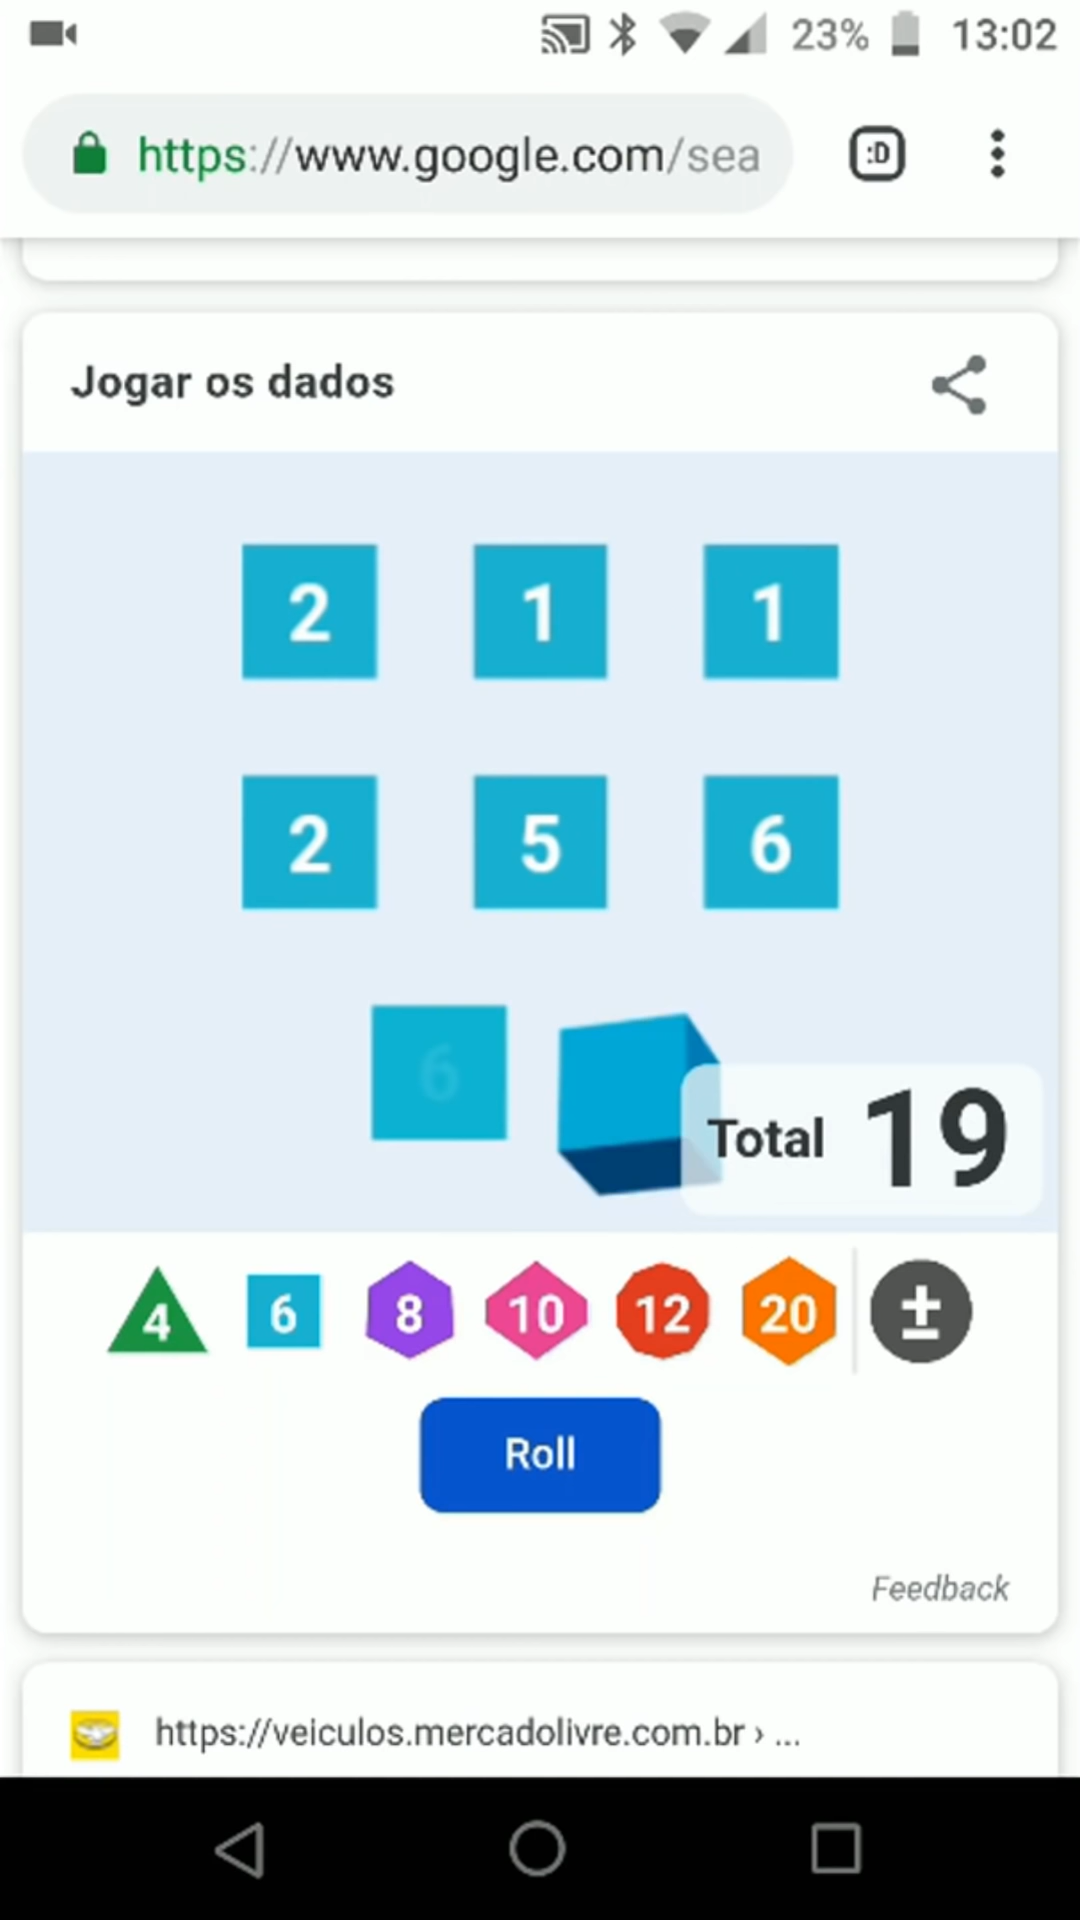 23% 13:02
https://www.google.com/sea :D
Jogar os dados
2 1 1
2 5 6
6
Total 19
4 6 8 10 12 20 ±
Roll
Feedback
https://veiculos.mercadolivre.com.br › ...